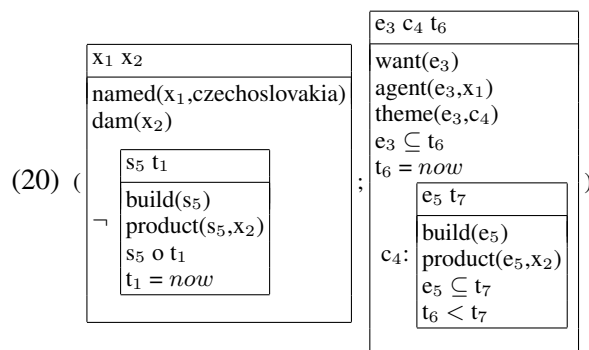 (20) (
x₁ x₂
named(x₁,czechoslovakia)
dam(x₂)
¬
s₅ t₁
build(s₅)
product(s₅,x₂)
s₅ o t₁
t₁ = now
;
e₃ c₄ t₆
want(e₃)
agent(e₃,x₁)
theme(e₃,c₄)
e₃ ⊆ t₆
t₆ = now
c₄:
e₅ t₇
build(e₅)
product(e₅,x₂)
e₅ ⊆ t₇
t₆ < t₇
)